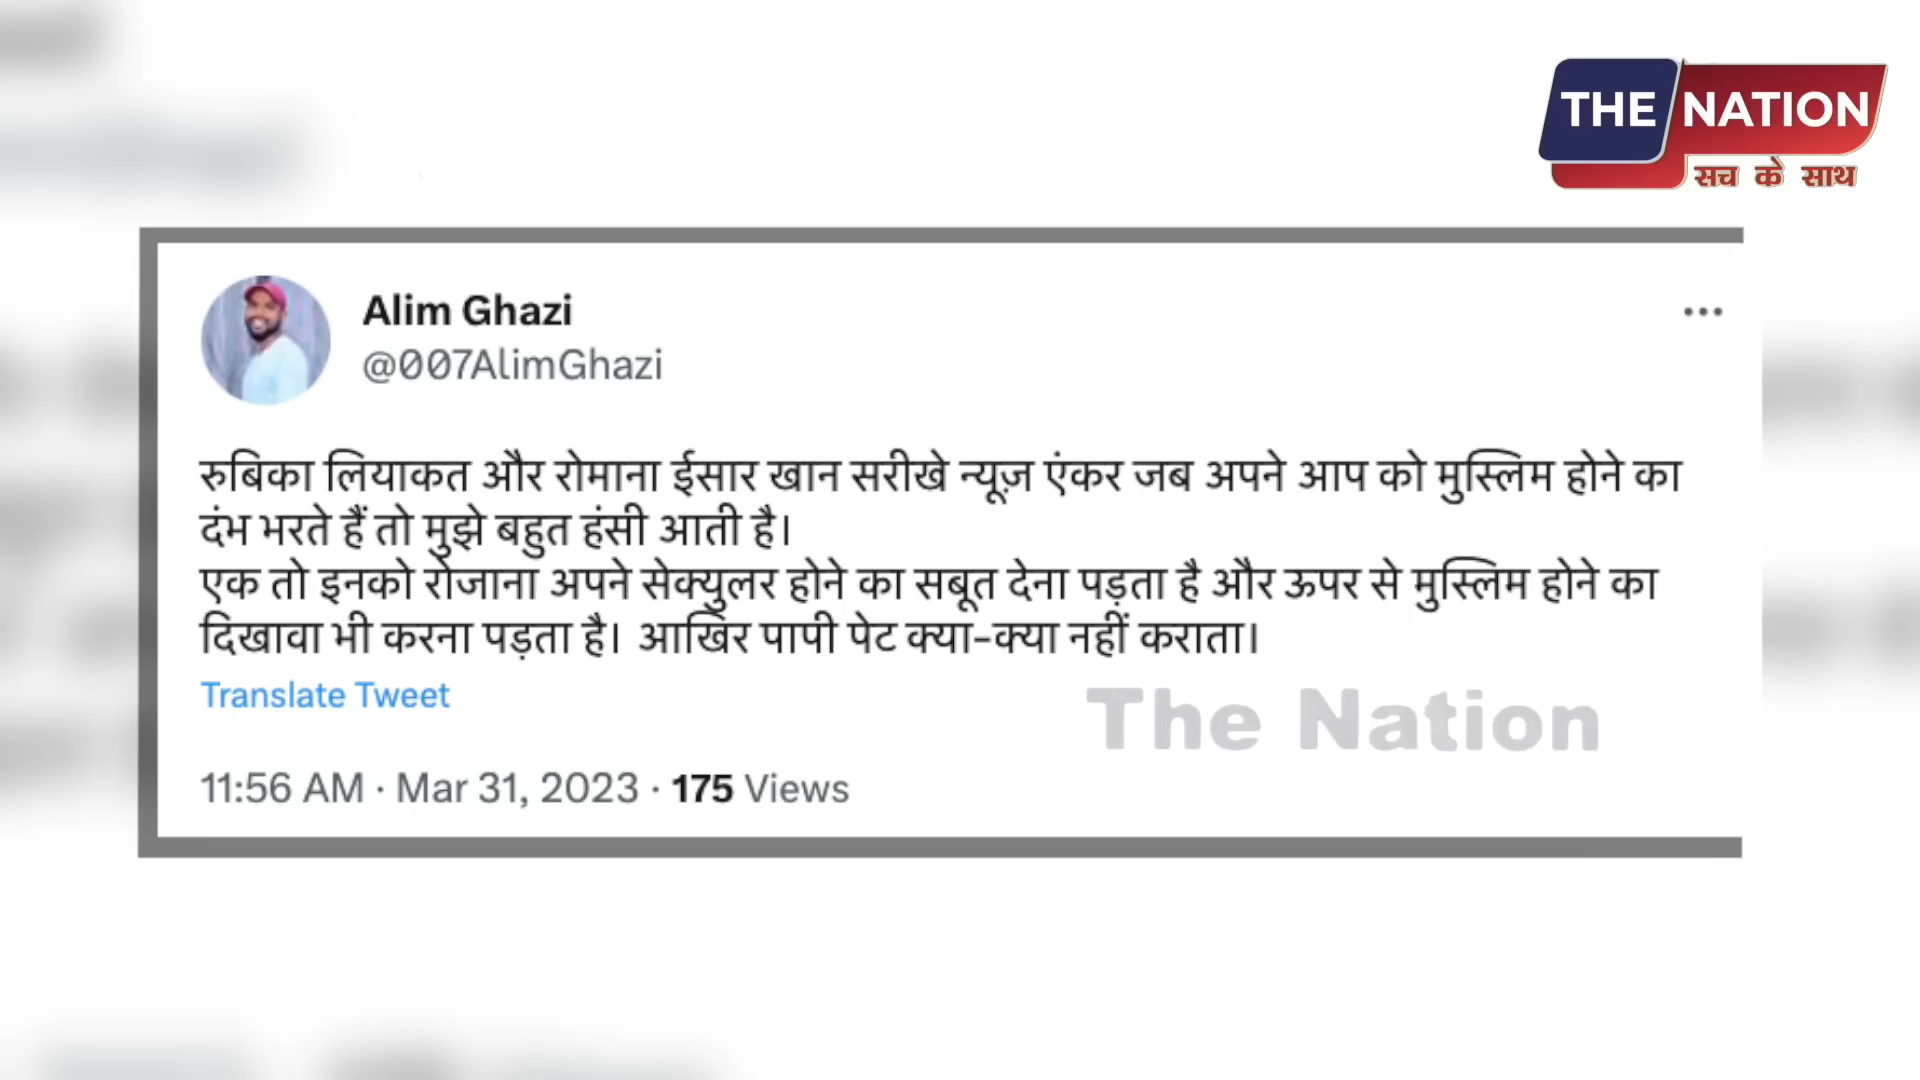 THE NATION
सच के साथ
Alim Ghazi
@007AlimGhazi
रुबिका लियाकत और रोमाना ईसार खान सरीखे न्यूज़ एंकर जब अपने आप को मुस्लिम होने का
दंभ भरते हैं तो मुझे बहुत हंसी आती है।
एक तो इनको रोजाना अपने सेक्युलर होने का सबूत देना पड़ता है और ऊपर से मुस्लिम होने का
दिखावा भी करना पड़ता है। आखिर पापी पेट क्या-क्या नहीं कराता।
Translate Tweet
The Nation
11:56 AM · Mar 31, 2023 · 175 Views